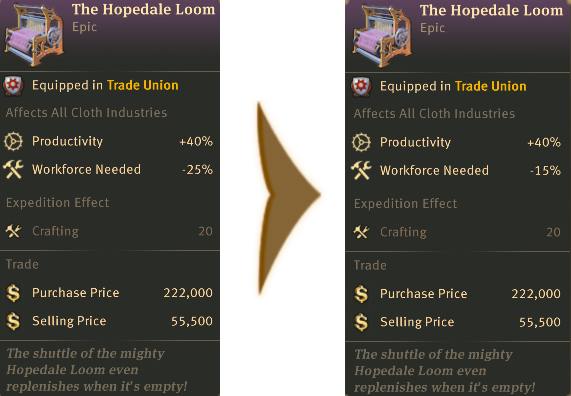 The Hopedale Loom
Epic
Equipped in Trade Union
Affects All Cloth Industries
Productivity +40%
Workforce Needed -25%
Expedition Effect
Crafting 20
Trade
Purchase Price 222,000
Selling Price 55,500
The shuttle of the mighty
Hopedale Loom even
replenishes when it's empty!
The Hopedale Loom
Epic
Equipped in Trade Union
Affects All Cloth Industries
Productivity +40%
Workforce Needed -15%
Expedition Effect
Crafting 20
Trade
Purchase Price 222,000
Selling Price 55,500
The shuttle of the mighty
Hopedale Loom even
replenishes when it's empty!